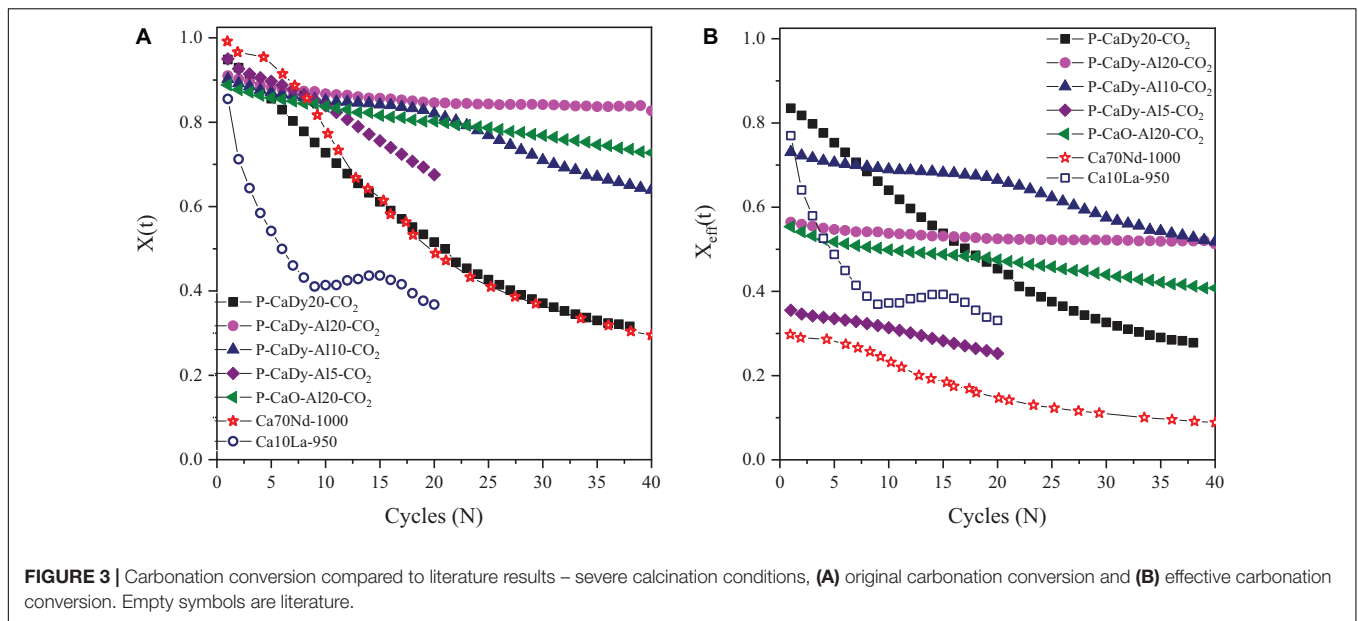 A
X(t)
1.0
0.8
0.6
0.4
0.2
0.0
P-CaDy20-CO₂
P-CaDy-Al20-CO₂
P-CaDy-Al10-CO₂
P-CaDy-Al5-CO₂
P-CaO-Al20-CO₂
Ca70Nd-1000
Ca10La-950
0 5 10 15 20 25 30 35 40
Cycles (N)
B
X_eff(t)
1.0
0.8
0.6
0.4
0.2
0.0
P-CaDy20-CO₂
P-CaDy-Al20-CO₂
P-CaDy-Al10-CO₂
P-CaDy-Al5-CO₂
P-CaO-Al20-CO₂
Ca70Nd-1000
Ca10La-950
0 5 10 15 20 25 30 35 40
Cycles (N)
FIGURE 3 | Carbonation conversion compared to literature results – severe calcination conditions, (A) original carbonation conversion and (B) effective carbonation
conversion. Empty symbols are literature.